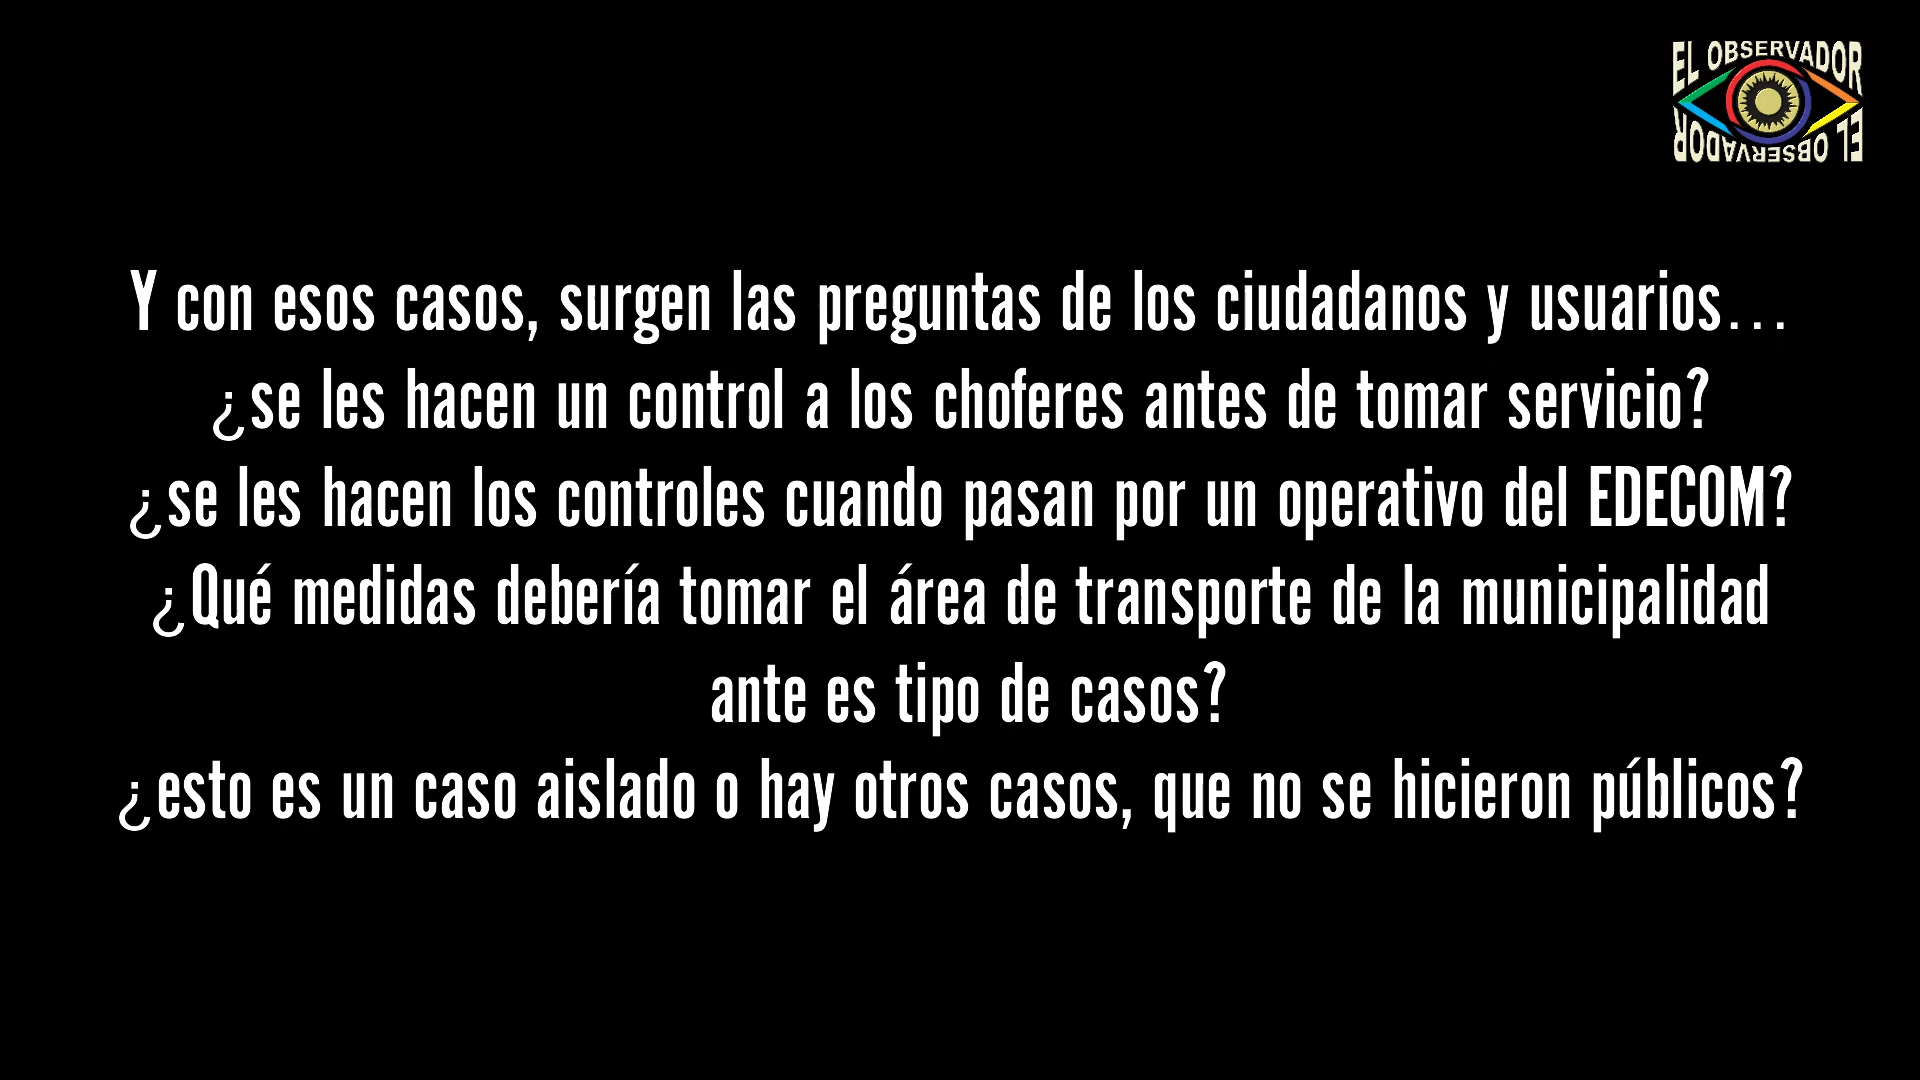 EL OBSERVADOR
EL OBSERVADOR
Y con esos casos, surgen las preguntas de los ciudadanos y usuarios...
¿se les hacen un control a los choferes antes de tomar servicio?
¿se les hacen los controles cuando pasan por un operativo del EDECOM?
¿Qué medidas debería tomar el área de transporte de la municipalidad
ante es tipo de casos?
¿esto es un caso aislado o hay otros casos, que no se hicieron públicos?